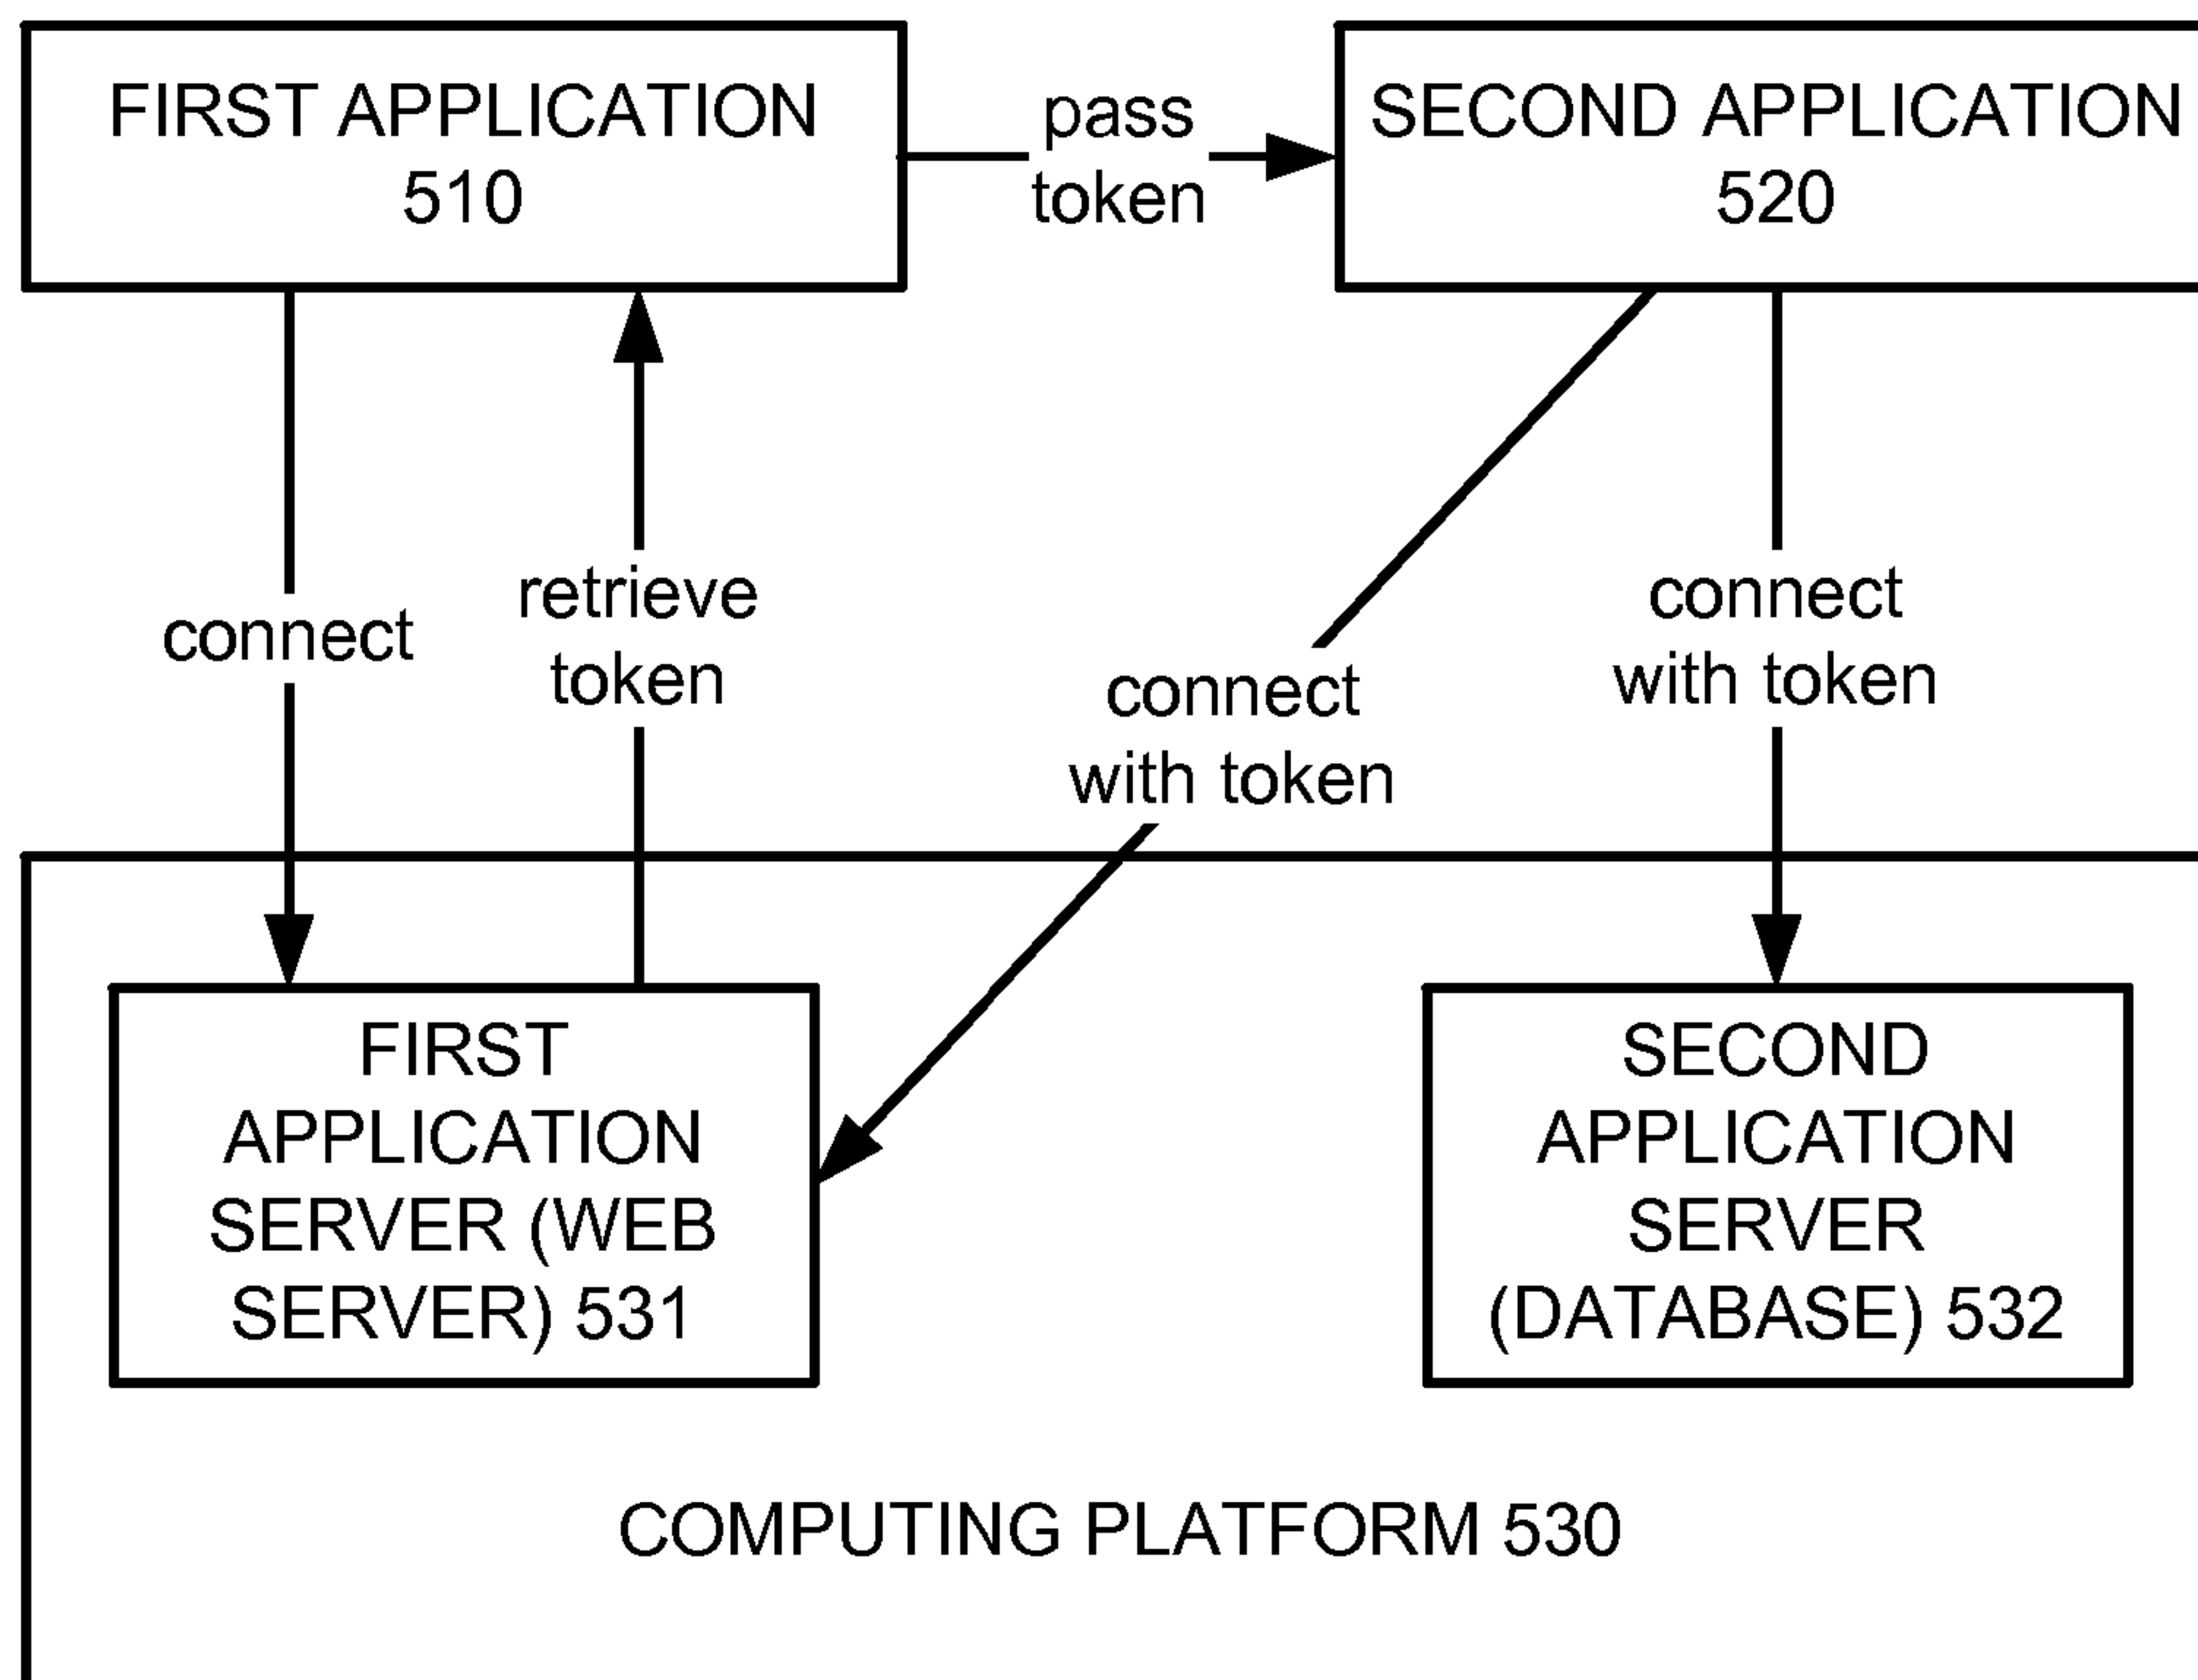 FIRST APPLICATION
510
pass
token
SECOND APPLICATION
520
connect
retrieve
token
connect
with token
connect
with token
FIRST
APPLICATION
SERVER (WEB
SERVER) 531
SECOND
APPLICATION
SERVER
(DATABASE) 532
COMPUTING PLATFORM 530